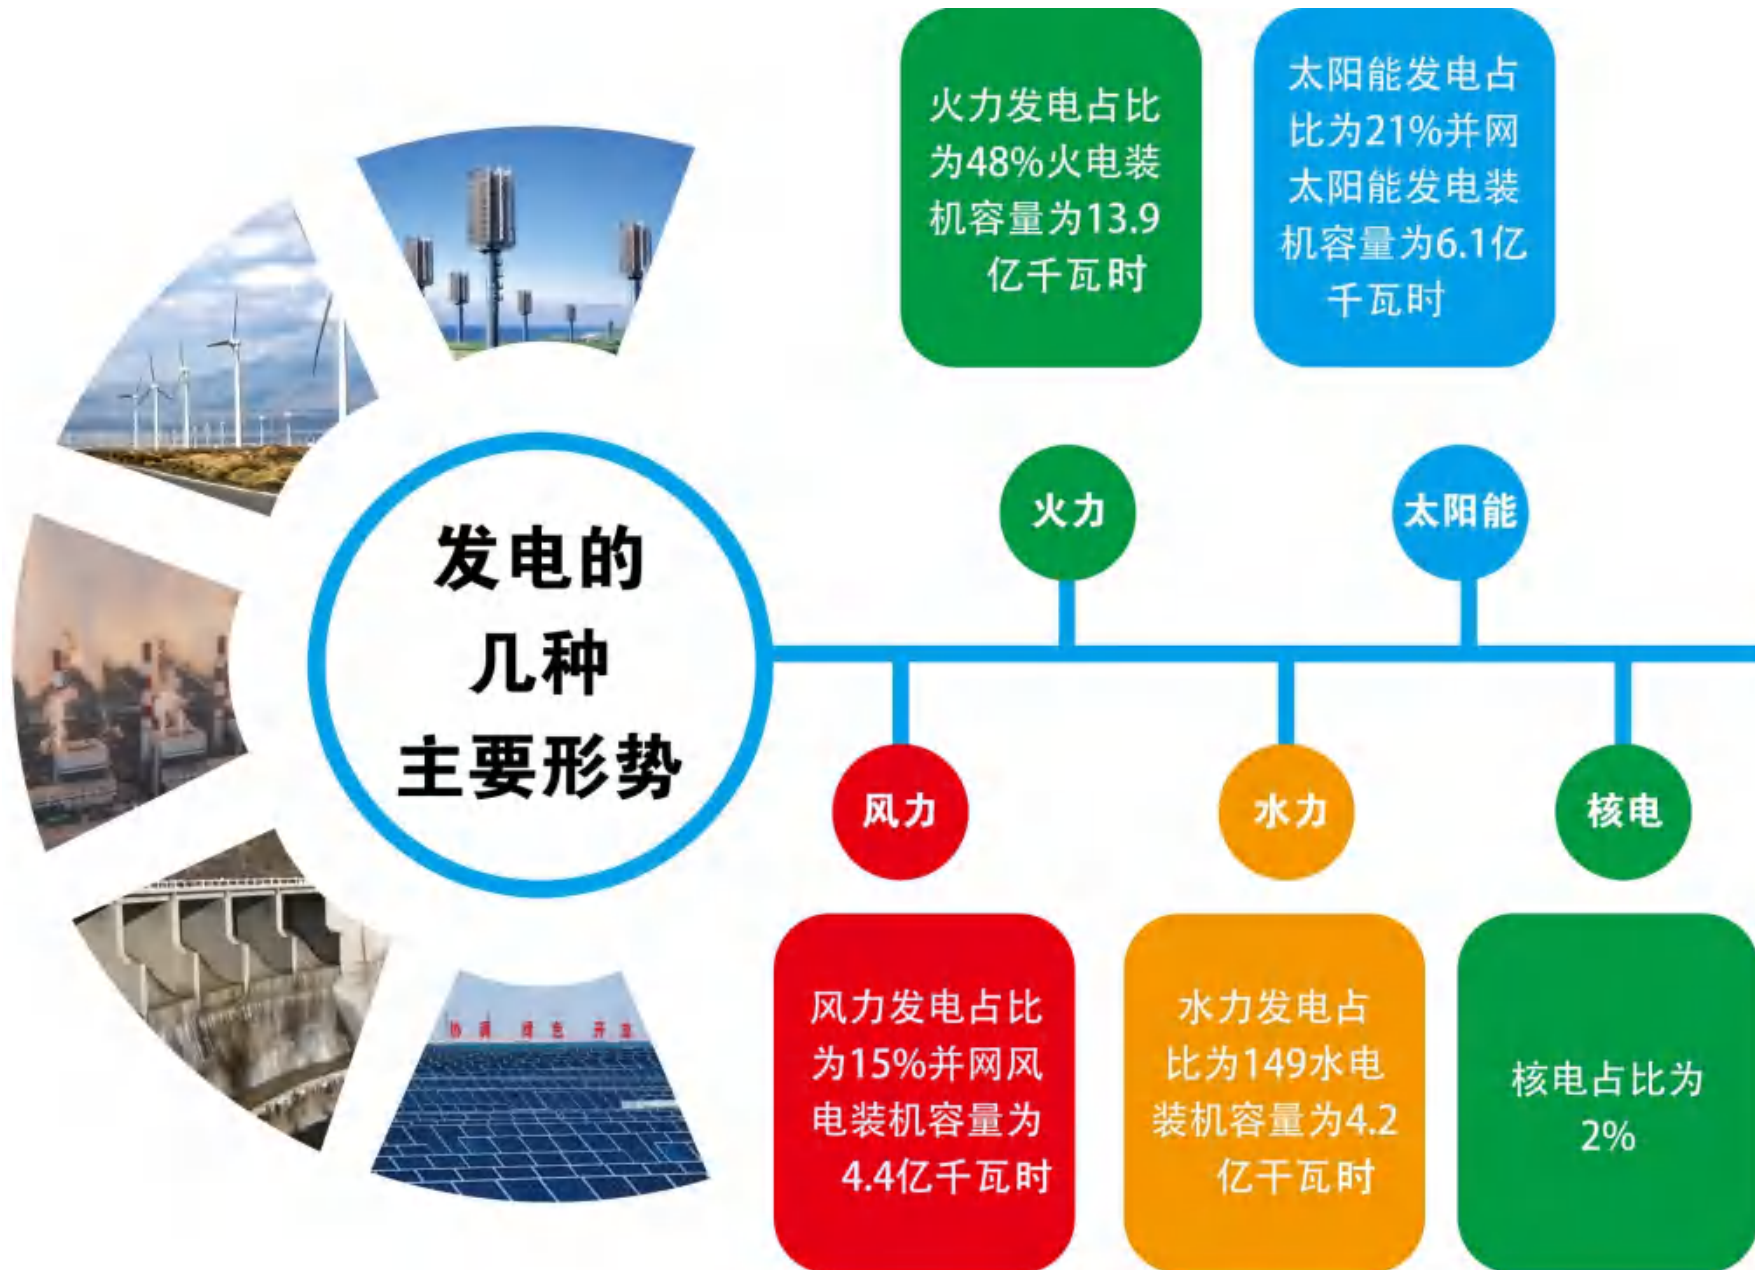 火力发电占比
为48%火电装
机容量为13.9
亿千瓦时
太阳能发电占
比为21%并网
太阳能发电装
机容量为6.1亿
千瓦时
发电的
几种
主要形势
火力
太阳能
风力
水力
核电
风力发电占比
为15%并网风
电装机容量为
4.4亿千瓦时
水力发电占
比为149水电
装机容量为4.2
亿干瓦时
核电占比为
2%
协调 绿色 开